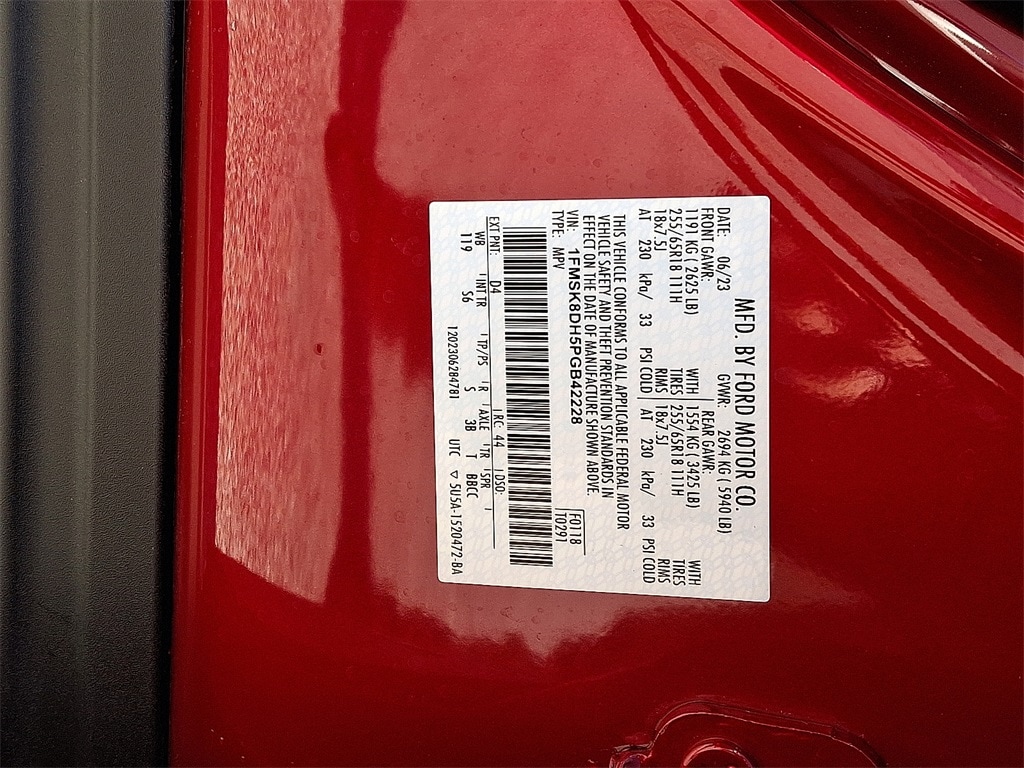 MFD. BY FORD MOTOR CO.
DATE: 06/23 GVWR: 2694 KG ( 5940 LB)
FRONT GAWR: REAR GAWR:
1191 KG ( 2625 LB) WITH 1554 KG ( 3425 LB) WITH
255/65R18 111H TIRES 255/65R18 111H TIRES
18x7.5J RIMS 18x7.5J RIMS
AT 230 kPa/ 33 PSI COLD AT 230 kPa/ 33 PSI COLD
THIS VEHICLE CONFORMS TO ALL APPLICABLE FEDERAL MOTOR
VEHICLE SAFETY AND THEFT PREVENTION STANDARDS IN
EFFECT ON THE DATE OF MANUFACTURE SHOWN ABOVE.
VIN: 1FMSK8DH5PGB42228 F0118
TYPE: MPV T0291
EXT PNT: D4 RC: 44 DSO:
WB INT TR TP/PS R AXLE TR SPR
119 S6 S 3B T BBCC
12023062B4781 UTC ▽ 5U5A-1520472-BA